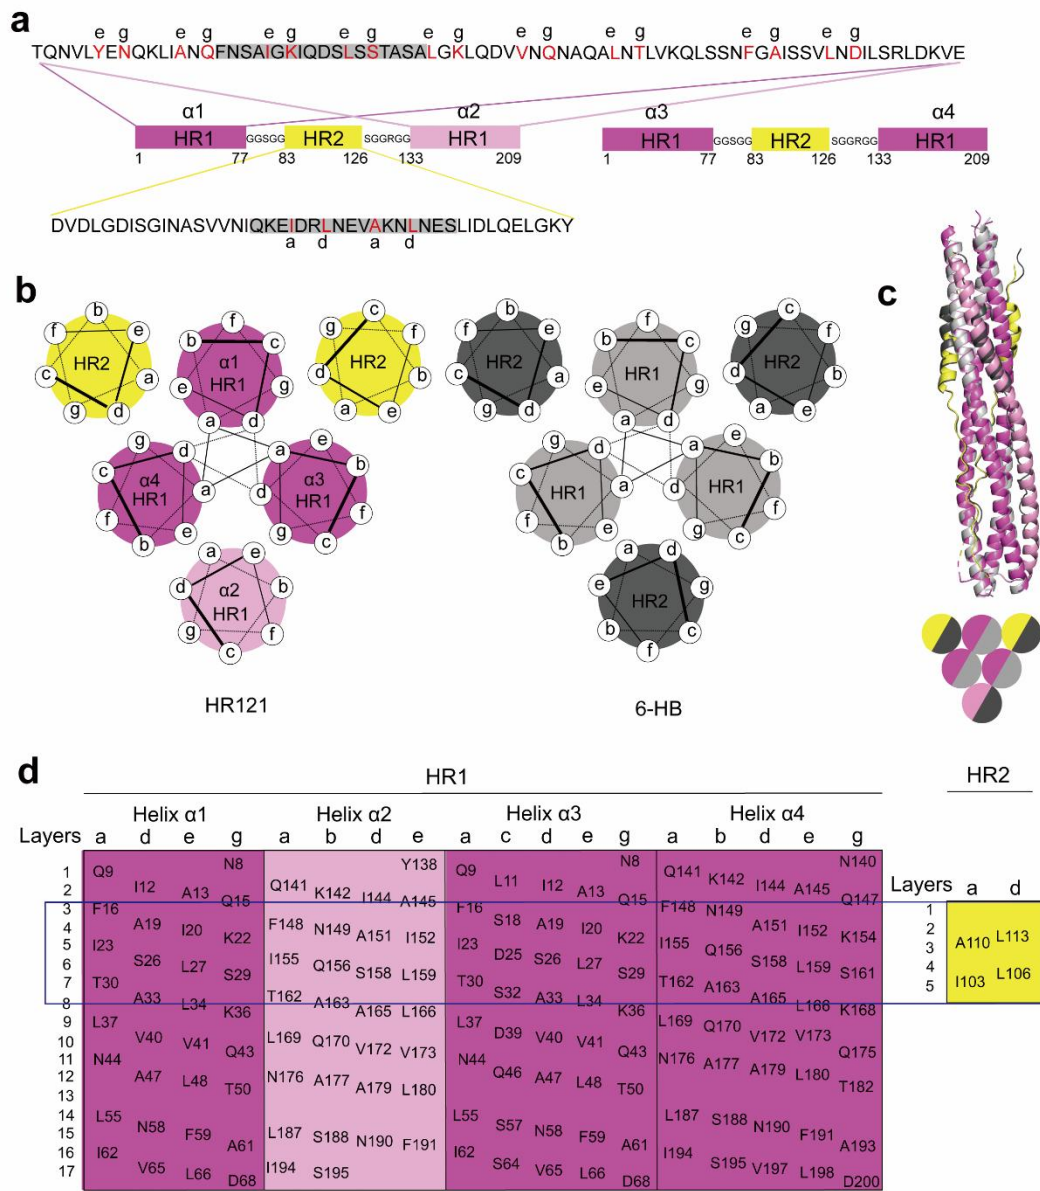 a
e g e g e g e g e g e g e g e g e g
TQNVLYENQKLIANQFNSAIGKIQDSLSSTASALGKLQDVVNQNAQALNTLVKQLSSNFGAISSVLNDILSRLDKVE
α1 α2 α3 α4
HR1 GGSGG HR2 SGGRGG HR1 HR1 GGSGG HR2 SGGRGG HR1
1 77 83 126 133 209 1 77 83 126 133 209
DVDLGDISGINASVVNIQKEIDRLNEVAKNLNESLIDLQELGKY
a d a d
b
HR2
a b c d e f g
α1
HR1
a b c d e f g
HR2
a b c d e f g
α4
HR1
a b c d e f g
α3
HR1
a b c d e f g
α2
HR1
a b c d e f g
HR121
HR2
a b c d e f g
HR1
a b c d e f g
HR2
a b c d e f g
HR1
a b c d e f g
HR1
a b c d e f g
HR2
a b c d e f g
6-HB
c
d
HR1 HR2
Helix α1 Helix α2 Helix α3 Helix α4
Layers a d e g a b d e a c d e g a b d e g
1 2 3 4 5 6 7 8 9 10 11 12 13 14 15 16 17
Q9 F16 I23 T30 L37 N44 L55 I62
I12 A19 S26 A33 V40 A47 N58 V65
A13 I20 L27 L34 V41 L48 F59 L66
N8 Q15 K22 S29 K36 Q43 T50 A61 D68
Q141 F148 I155 T162 L169 N176 L187 I194
K142 N149 Q156 A163 Q170 A177 S188 S195
I144 A151 S158 A165 V172 A179 N190
Y138 A145 I152 L159 L166 V173 L180 F191
Q9 F16 I23 T30 L37 N44 L55 I62
L11 S18 D25 S32 D39 Q46 S57 S64
I12 A19 S26 A33 V40 A47 N58 V65
A13 I20 L27 L34 V41 L48 F59 L66
N8 Q15 K22 S29 K36 Q43 T50 A61 D68
Q141 F148 I155 T162 L169 N176 L187 I194
K142 N149 Q156 A163 Q170 A177 S188 S195
I144 A151 S158 A165 V172 A179 N190 V197
A145 I152 L159 L166 V173 L180 F191 L198
N140 Q147 K154 S161 K168 Q175 T182 A193 D200
Layers a d
1 2 3 4 5
A110 I103
L113 L106